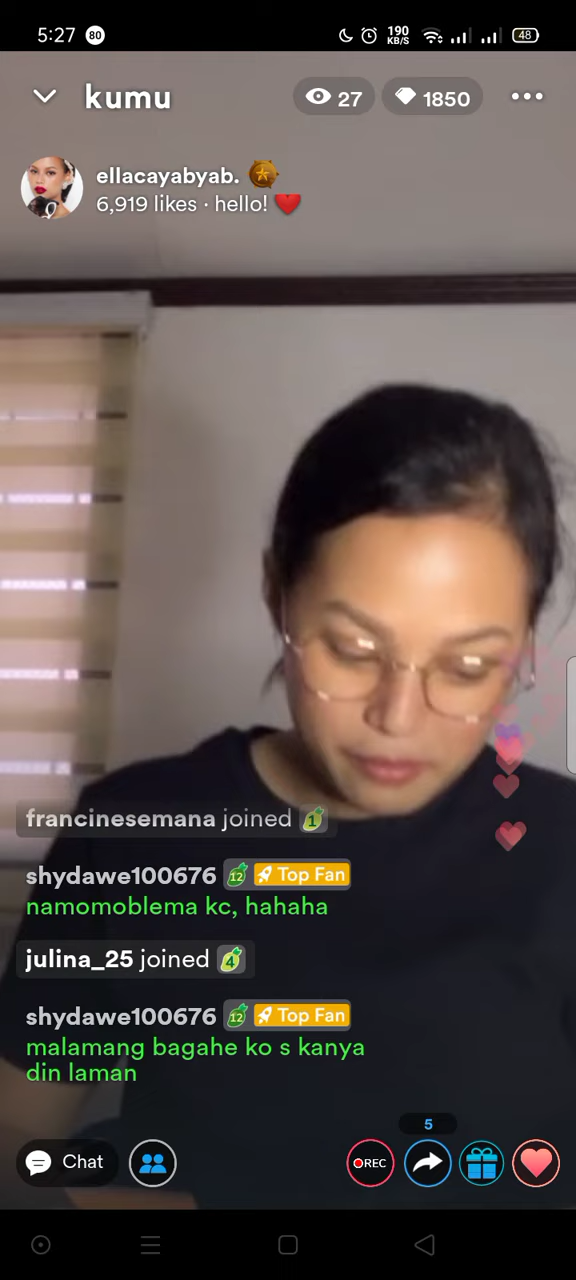 5:27 80 190 KB/S 48
kumu 27 1850
ellacayabyab.
6,919 likes · hello! ❤️
francinesemana joined 1
shydawe100676 12 Top Fan
namomoblema kc, hahaha
julina_25 joined 4
shydawe100676 12 Top Fan
malamang bagahe ko s kanya
din laman
5
Chat REC